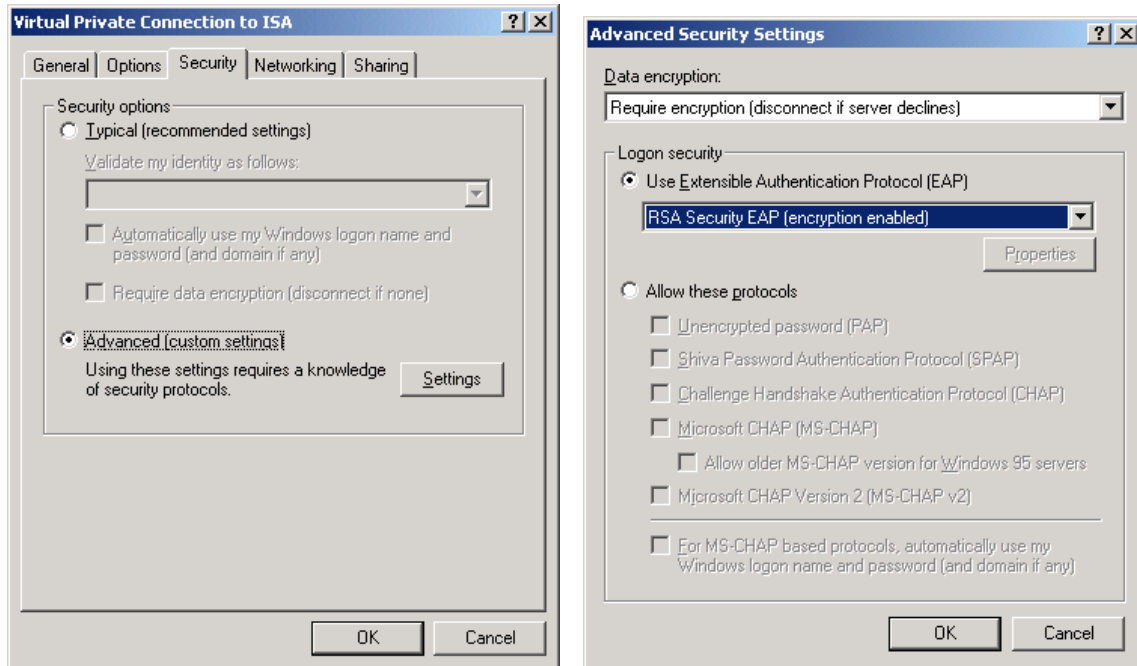 Virtual Private Connection to ISA
General Options Security Networking Sharing
Security options
Typical (recommended settings)
Validate my identity as follows:
Automatically use my Windows logon name and
password (and domain if any)
Require data encryption (disconnect if none)
Advanced (custom settings)
Using these settings requires a knowledge
of security protocols.
Settings
OK Cancel
Advanced Security Settings
Data encryption:
Require encryption (disconnect if server declines)
Logon security
Use Extensible Authentication Protocol (EAP)
RSA Security EAP (encryption enabled)
Properties
Allow these protocols
Unencrypted password (PAP)
Shiva Password Authentication Protocol (SPAP)
Challenge Handshake Authentication Protocol (CHAP)
Microsoft CHAP (MS-CHAP)
Allow older MS-CHAP version for Windows 95 servers
Microsoft CHAP Version 2 (MS-CHAP v2)
For MS-CHAP based protocols, automatically use my
Windows logon name and password (and domain if any)
OK Cancel